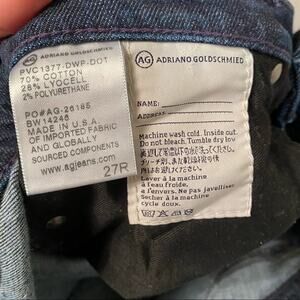 AG ADRIANO GOLDSCHMIED
PVC1377-DWP-DOT
70% COTTON
28% LYOCELL
2% POLYURETHANE
PO#AG-26185
BW14246
MADE IN U.S.A.
OF IMPORTED FABRIC
AND GLOBALLY
SOURCED COMPONENTS
www.agjeans.com
27R
AG ADRIANO GOLDSCHMIED
NAME:
ADDRESS:
Machine wash cold. Inside out.
Do not bleach. Tumble dry low
Laver à la machine
à l'eau froide,
à l'envers. Ne pas javelliser
Sécher à la machine
cycle doux.